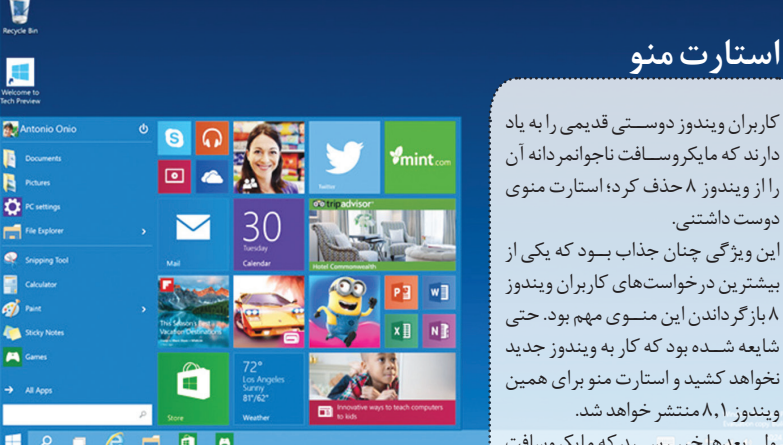 Recycle Bin
Welcome to
Tech Preview
Antonio Onio
Documents
Pictures
PC settings
File Explorer
Snipping Tool
Calculator
Paint
Sticky Notes
Games
All Apps
Twitter
mint.com
Mail
30
Tuesday
Calendar
tripadvisor
Hotel Commonwealth
This Season's
Store
72°
Los Angeles
Sunny
81°/62°
Weather
Innovative ways to teach computers
to kids
استارت منو
کاربران ویندوز دوستی قدیمی را به یاد
دارند که مایکروسافت ناجوانمردانه آن
را از ویندوز ۸ حذف کرد؛ استارت منوی
دوست داشتنی.
این ویژگی چنان جذاب بود که یکی از
بیشترین درخواست‌های کاربران ویندوز
۸ بازگرداندن این منوی مهم بود. حتی
شایعه شده بود که کار به ویندوز جدید
نخواهد کشید و استارت منو برای همین
ویندوز ۸,۱ منتشر خواهد شد.